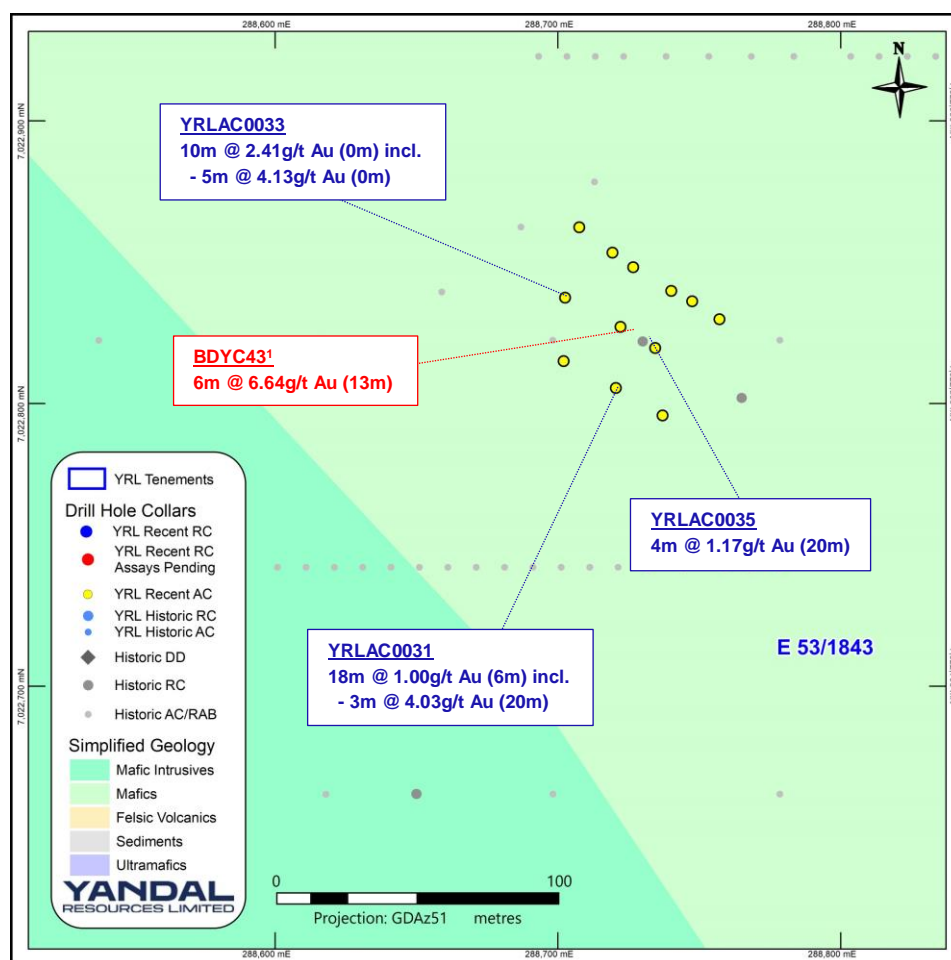 288,600 mE
288,700 mE
288,800 mE
N
7,022,900 mN
7,022,800 mN
7,022,700 mN
YRLAC0033
10m @ 2.41g/t Au (0m) incl.
- 5m @ 4.13g/t Au (0m)
BDYC43¹
6m @ 6.64g/t Au (13m)
YRLAC0035
4m @ 1.17g/t Au (20m)
YRLAC0031
18m @ 1.00g/t Au (6m) incl.
- 3m @ 4.03g/t Au (20m)
E 53/1843
YRL Tenements
Drill Hole Collars
YRL Recent RC
YRL Recent RC
Assays Pending
YRL Recent AC
YRL Historic RC
YRL Historic AC
Historic DD
Historic RC
Historic AC/RAB
Simplified Geology
Mafic Intrusives
Mafics
Felsic Volcanics
Sediments
Ultramafics
YANDAL
RESOURCES LIMITED
0 100
Projection: GDAz51 metres
288,600 mE
288,700 mE
288,800 mE